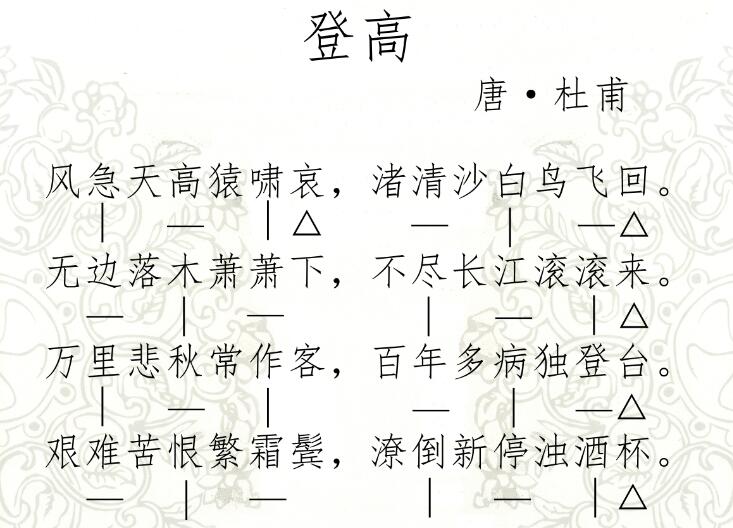 登高
唐·杜甫
风急天高猿啸哀，渚清沙白鸟飞回。
｜ — ｜△ — ｜ —△
无边落木萧萧下，不尽长江滚滚来。
— ｜ — ｜ — ｜△
万里悲秋常作客，百年多病独登台。
｜ — ｜ — ｜ —△
艰难苦恨繁霜鬓，潦倒新停浊酒杯。
— ｜ — ｜ — ｜△